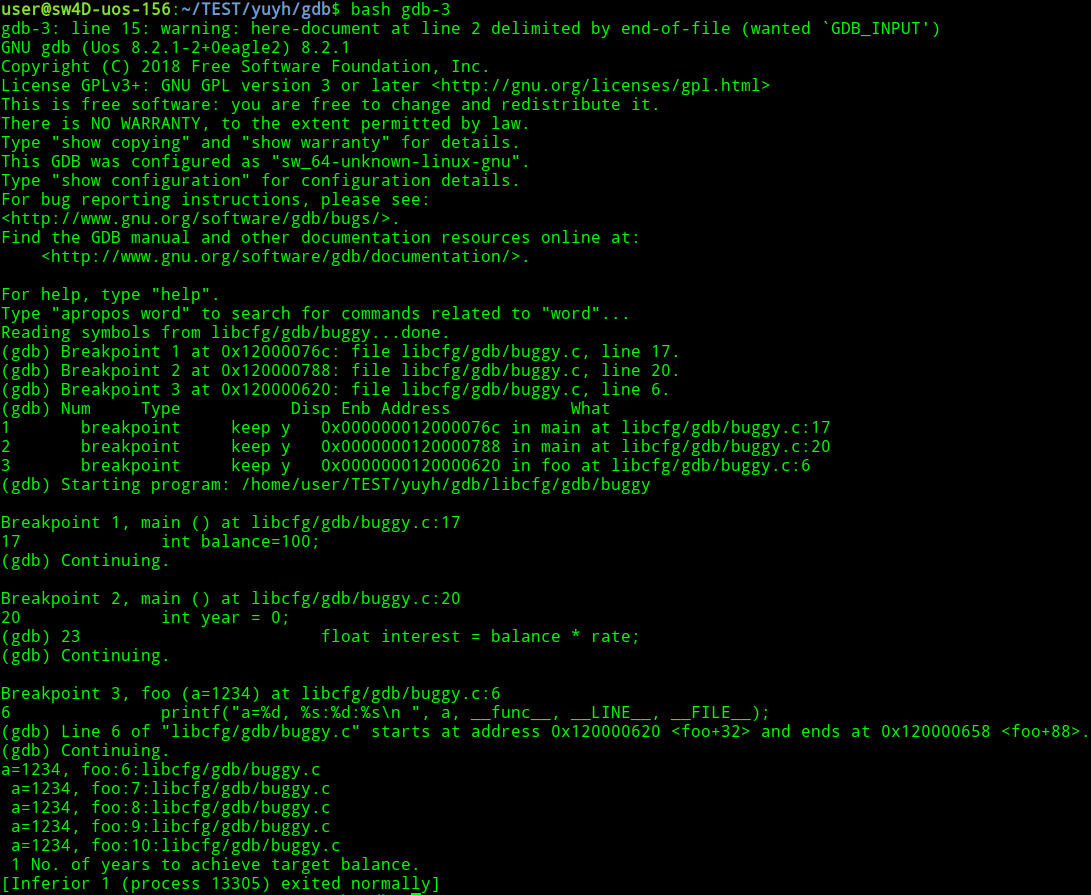 user@sw4D-uos-156:~/TEST/yuyh/gdb$ bash gdb-3
gdb-3: line 15: warning: here-document at line 2 delimited by end-of-file (wanted `GDB_INPUT')
GNU gdb (Uos 8.2.1-2+0eagle2) 8.2.1
Copyright (C) 2018 Free Software Foundation, Inc.
License GPLv3+: GNU GPL version 3 or later <http://gnu.org/licenses/gpl.html>
This is free software: you are free to change and redistribute it.
There is NO WARRANTY, to the extent permitted by law.
Type "show copying" and "show warranty" for details.
This GDB was configured as "sw_64-unknown-linux-gnu".
Type "show configuration" for configuration details.
For bug reporting instructions, please see:
<http://www.gnu.org/software/gdb/bugs/>.
Find the GDB manual and other documentation resources online at:
    <http://www.gnu.org/software/gdb/documentation/>.

For help, type "help".
Type "apropos word" to search for commands related to "word"...
Reading symbols from libcfg/gdb/buggy...done.
(gdb) Breakpoint 1 at 0x12000076c: file libcfg/gdb/buggy.c, line 17.
(gdb) Breakpoint 2 at 0x120000788: file libcfg/gdb/buggy.c, line 20.
(gdb) Breakpoint 3 at 0x120000620: file libcfg/gdb/buggy.c, line 6.
(gdb) Num     Type           Disp Enb Address            What
1       breakpoint     keep y   0x000000012000076c in main at libcfg/gdb/buggy.c:17
2       breakpoint     keep y   0x0000000120000788 in main at libcfg/gdb/buggy.c:20
3       breakpoint     keep y   0x0000000120000620 in foo at libcfg/gdb/buggy.c:6
(gdb) Starting program: /home/user/TEST/yuyh/gdb/libcfg/gdb/buggy

Breakpoint 1, main () at libcfg/gdb/buggy.c:17
17              int balance=100;
(gdb) Continuing.

Breakpoint 2, main () at libcfg/gdb/buggy.c:20
20              int year = 0;
(gdb) 23                        float interest = balance * rate;
(gdb) Continuing.

Breakpoint 3, foo (a=1234) at libcfg/gdb/buggy.c:6
6               printf("a=%d, %s:%d:%s\n ", a, __func__, __LINE__, __FILE__);
(gdb) Line 6 of "libcfg/gdb/buggy.c" starts at address 0x120000620 <foo+32> and ends at 0x120000658 <foo+88>.
(gdb) Continuing.
a=1234, foo:6:libcfg/gdb/buggy.c
 a=1234, foo:7:libcfg/gdb/buggy.c
 a=1234, foo:8:libcfg/gdb/buggy.c
 a=1234, foo:9:libcfg/gdb/buggy.c
 a=1234, foo:10:libcfg/gdb/buggy.c
 1 No. of years to achieve target balance.
[Inferior 1 (process 13305) exited normally]